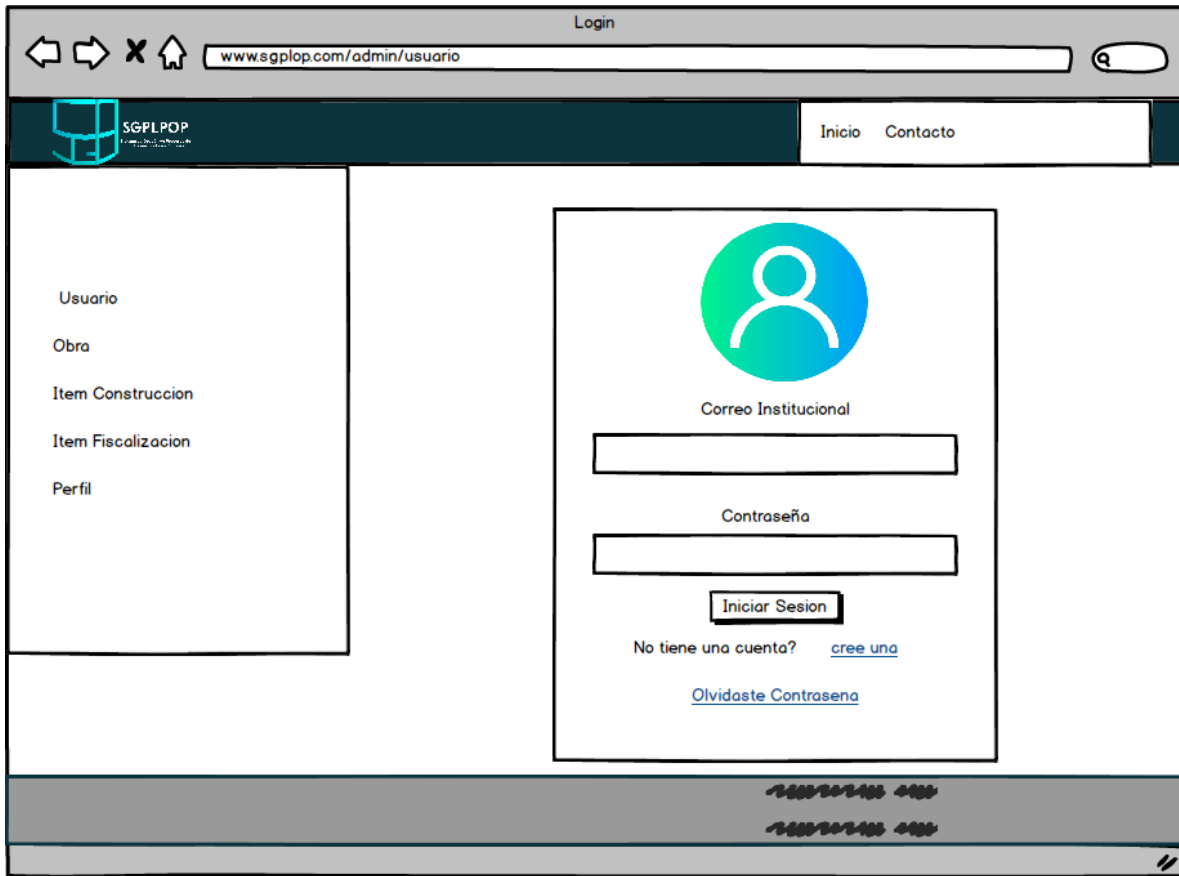 Login
www.sgplop.com/admin/usuario
SGPLPOP
Inicio Contacto
Usuario
Obra
Item Construccion
Item Fiscalizacion
Perfil
Correo Institucional
Contraseña
Iniciar Sesion
No tiene una cuenta? cree una
Olvidaste Contrasena